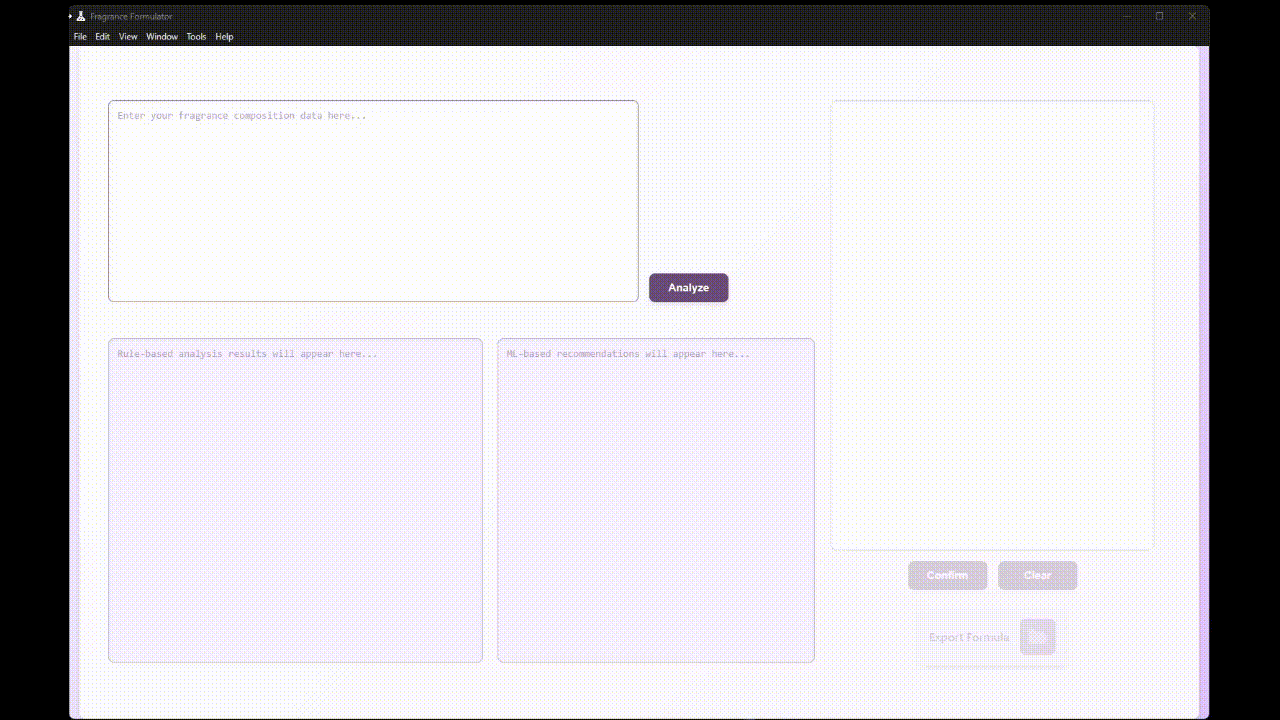 Fragrance Formulator
File Edit View Window Tools Help
Enter your fragrance composition data here...
Analyze
Rule-based analysis results will appear here...
ML-based recommendations will appear here...
Confirm Clear
Export Formula